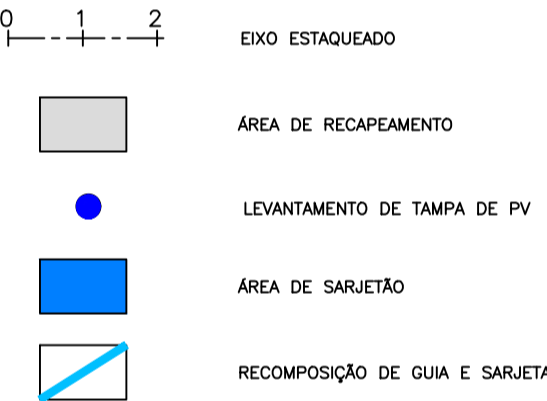 0 1 2
EIXO ESTAQUEADO
ÁREA DE RECAPEAMENTO
LEVANTAMENTO DE TAMPA DE PV
ÁREA DE SARJETÃO
RECOMPOSIÇÃO DE GUIA E SARJETA